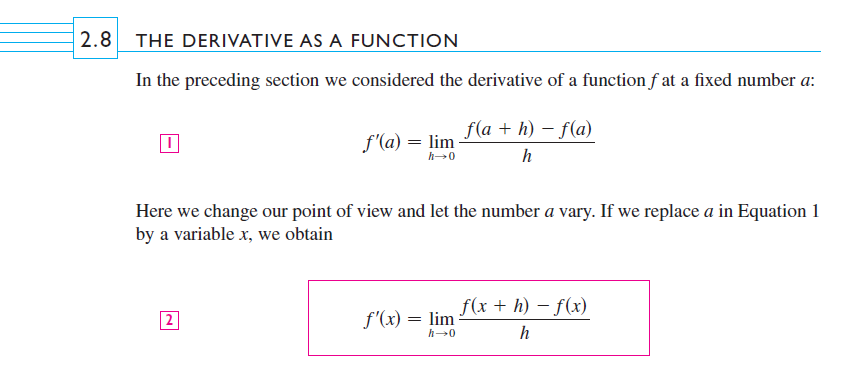 2.8 THE DERIVATIVE AS A FUNCTION
In the preceding section we considered the derivative of a function f at a fixed number a:
1 f'(a) = lim h→0 f(a + h) − f(a) / h
Here we change our point of view and let the number a vary. If we replace a in Equation 1
by a variable x, we obtain
2 f'(x) = lim h→0 f(x + h) − f(x) / h